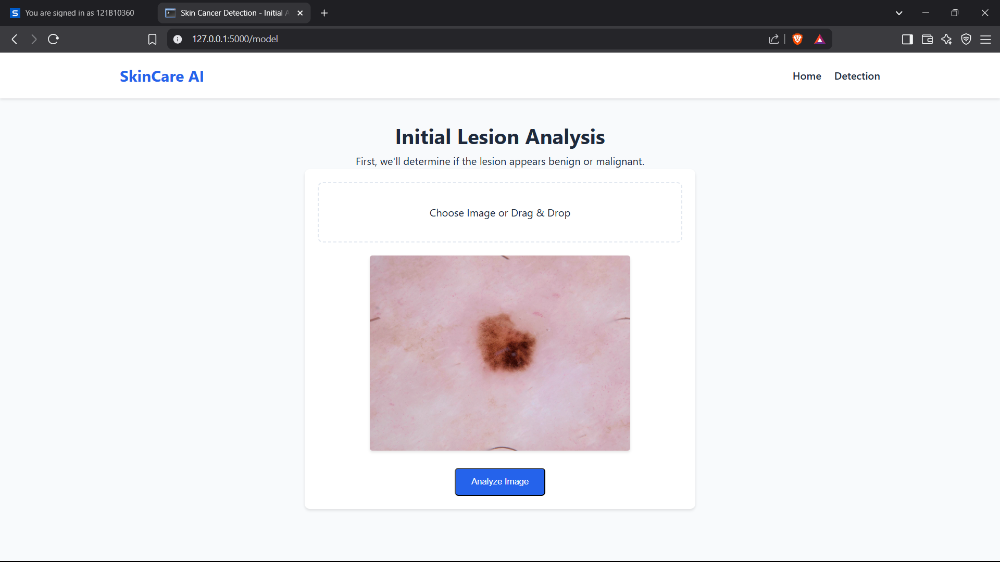 You are signed in as 121B10360
Skin Cancer Detection - Initial
127.0.0.1:5000/model
SkinCare AI
Home
Detection
Initial Lesion Analysis
First, we'll determine if the lesion appears benign or malignant.
Choose Image or Drag & Drop
Analyze Image